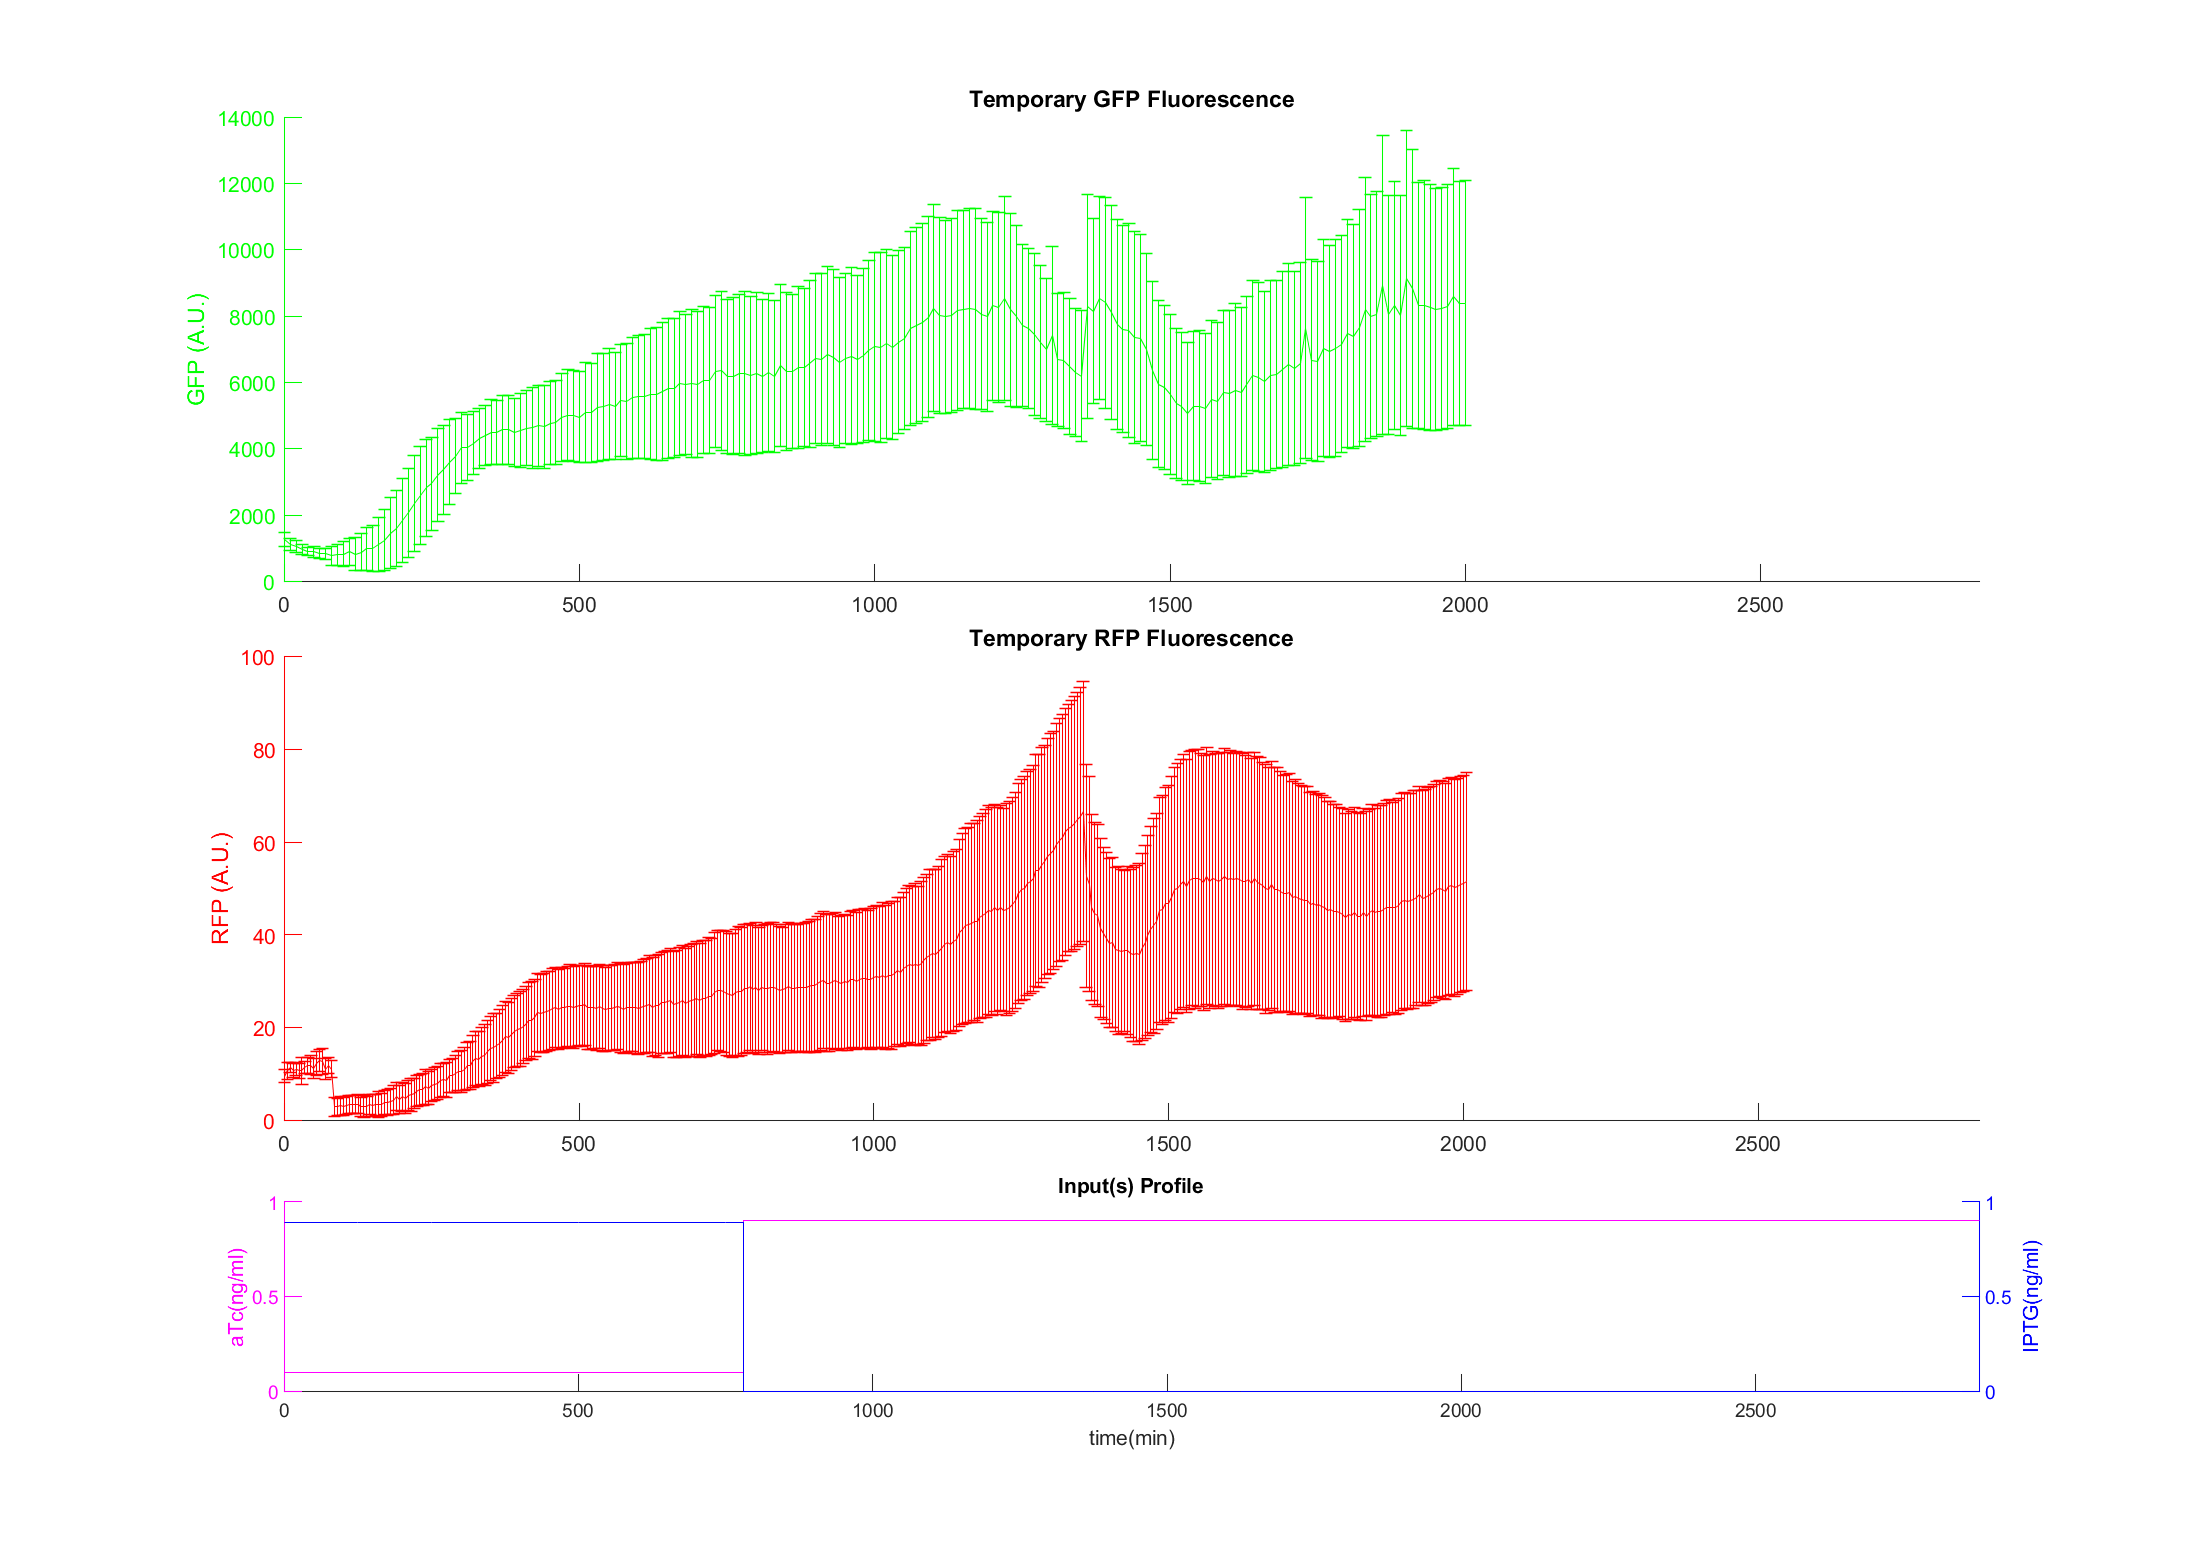 Temporary GFP Fluorescence
14000
12000
10000
8000
6000
4000
2000
0
GFP (A.U.)
0 500 1000 1500 2000 2500
Temporary RFP Fluorescence
100
80
60
40
20
0
RFP (A.U.)
0 500 1000 1500 2000 2500
Input(s) Profile
1
0.5
0
aTc(ng/ml)
1
0.5
0
IPTG(ng/ml)
0 500 1000 1500 2000 2500
time(min)